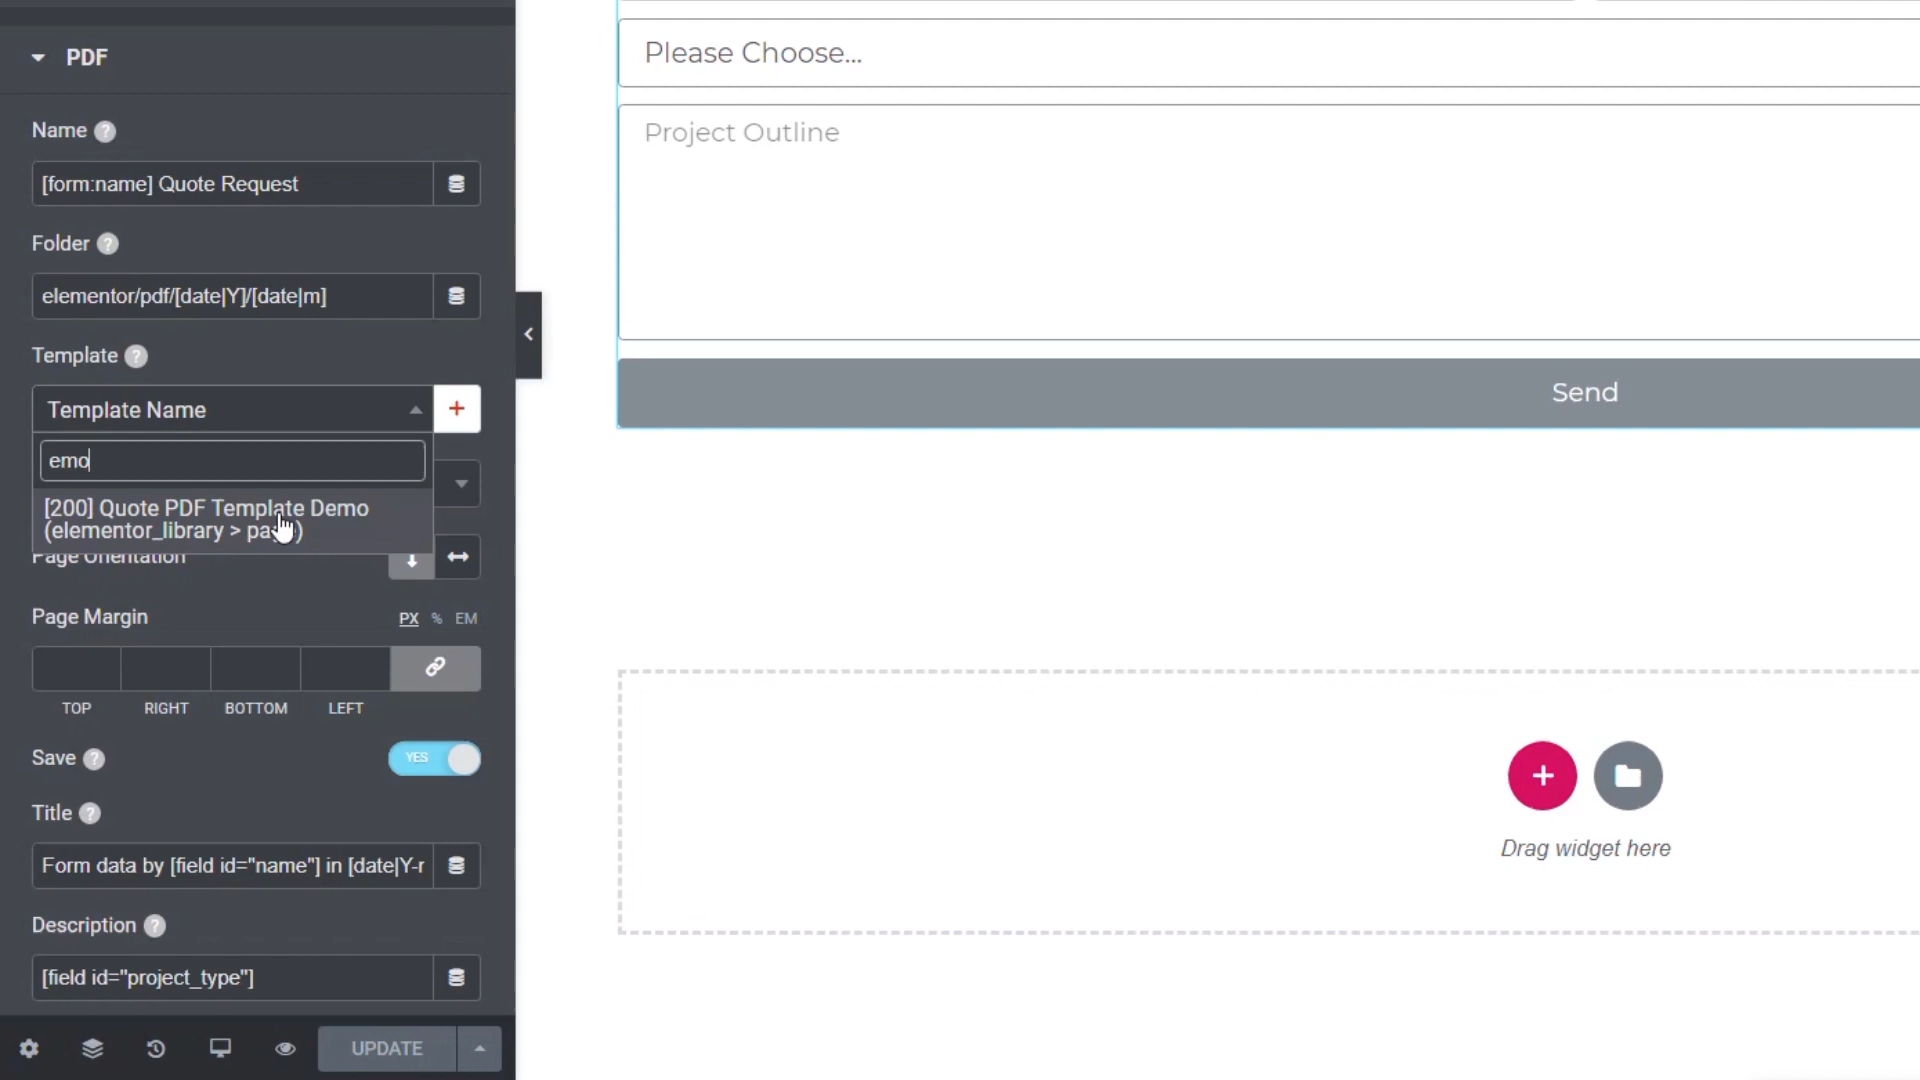 PDF
Name
[form:name] Quote Request
Folder
elementor/pdf/[date|Y]/[date|m]
Template
Template Name
emo
[200] Quote PDF Template Demo
(elementor_library >
Page Orientation
Page Margin
PX % EM
TOP RIGHT BOTTOM LEFT
Save
YES
Title
Form data by [field id="name"] in [date|Y-
Description
[field id="project_type"]
UPDATE
Please Choose...
Project Outline
Send
Drag widget here